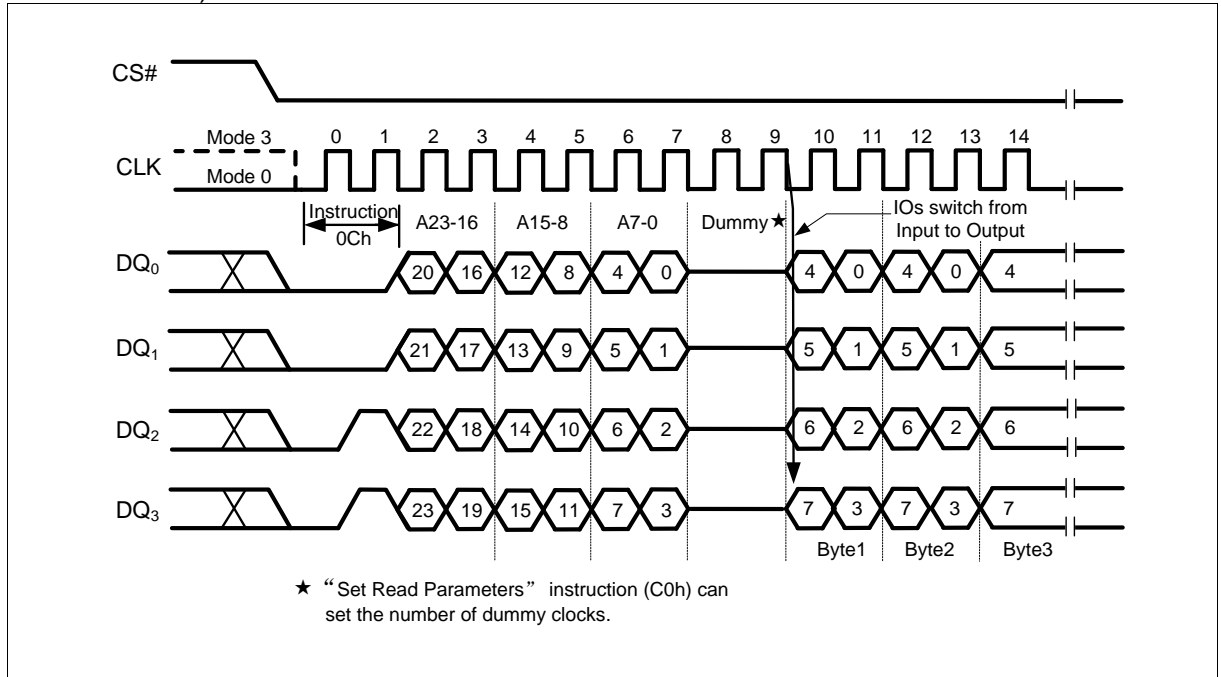 CS#
0 1 2 3 4 5 6 7 8 9 10 11 12 13 14
Mode 3
CLK
Mode 0
Instruction
0Ch
A23-16 A15-8 A7-0 Dummy★
IOs switch from
Input to Output
DQ0 20 16 12 8 4 0 4 0 4 0 4
DQ1 21 17 13 9 5 1 5 1 5 1 5
DQ2 22 18 14 10 6 2 6 2 6 2 6
DQ3 23 19 15 11 7 3 7 3 7 3 7
Byte1 Byte2 Byte3
★ “Set Read Parameters” instruction (C0h) can
set the number of dummy clocks.